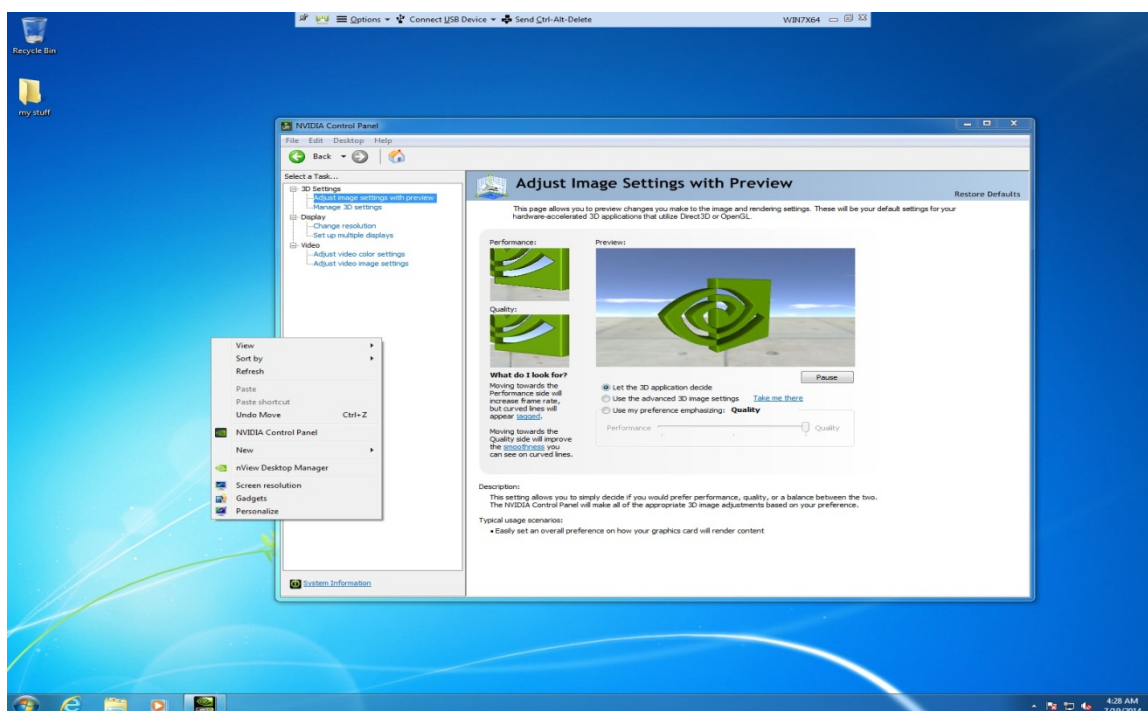 Options
Connect USB Device
Send Ctrl-Alt-Delete
WIN7X64
Recycle Bin
my stuff
NVIDIA Control Panel
File Edit Desktop Help
Back
Select a Task...
3D Settings
Adjust image settings with preview
Manage 3D settings
Display
Change resolution
Set up multiple displays
Video
Adjust video color settings
Adjust video image settings
System Information
Adjust Image Settings with Preview
Restore Defaults
This page allows you to preview changes you make to the image and rendering settings. These will be your default settings for your
hardware-accelerated 3D applications that utilize Direct3D or OpenGL.
Performance:
Preview:
Quality:
What do I look for?
Moving towards the
Performance side will
increase frame rate,
but curved lines will
appear jagged.
Moving towards the
Quality side will improve
the smoothness you
can see on curved lines.
Pause
Let the 3D application decide
Use the advanced 3D image settings Take me there
Use my preference emphasizing: Quality
Performance Quality
Description:
This setting allows you to simply decide if you would prefer performance, quality, or a balance between the two.
The NVIDIA Control Panel will make all of the appropriate 3D image adjustments based on your preference.
Typical usage scenarios:
• Easily set an overall preference on how your graphics card will render content
View
Sort by
Refresh
Paste
Paste shortcut
Undo Move Ctrl+Z
NVIDIA Control Panel
New
nView Desktop Manager
Screen resolution
Gadgets
Personalize
4:28 AM